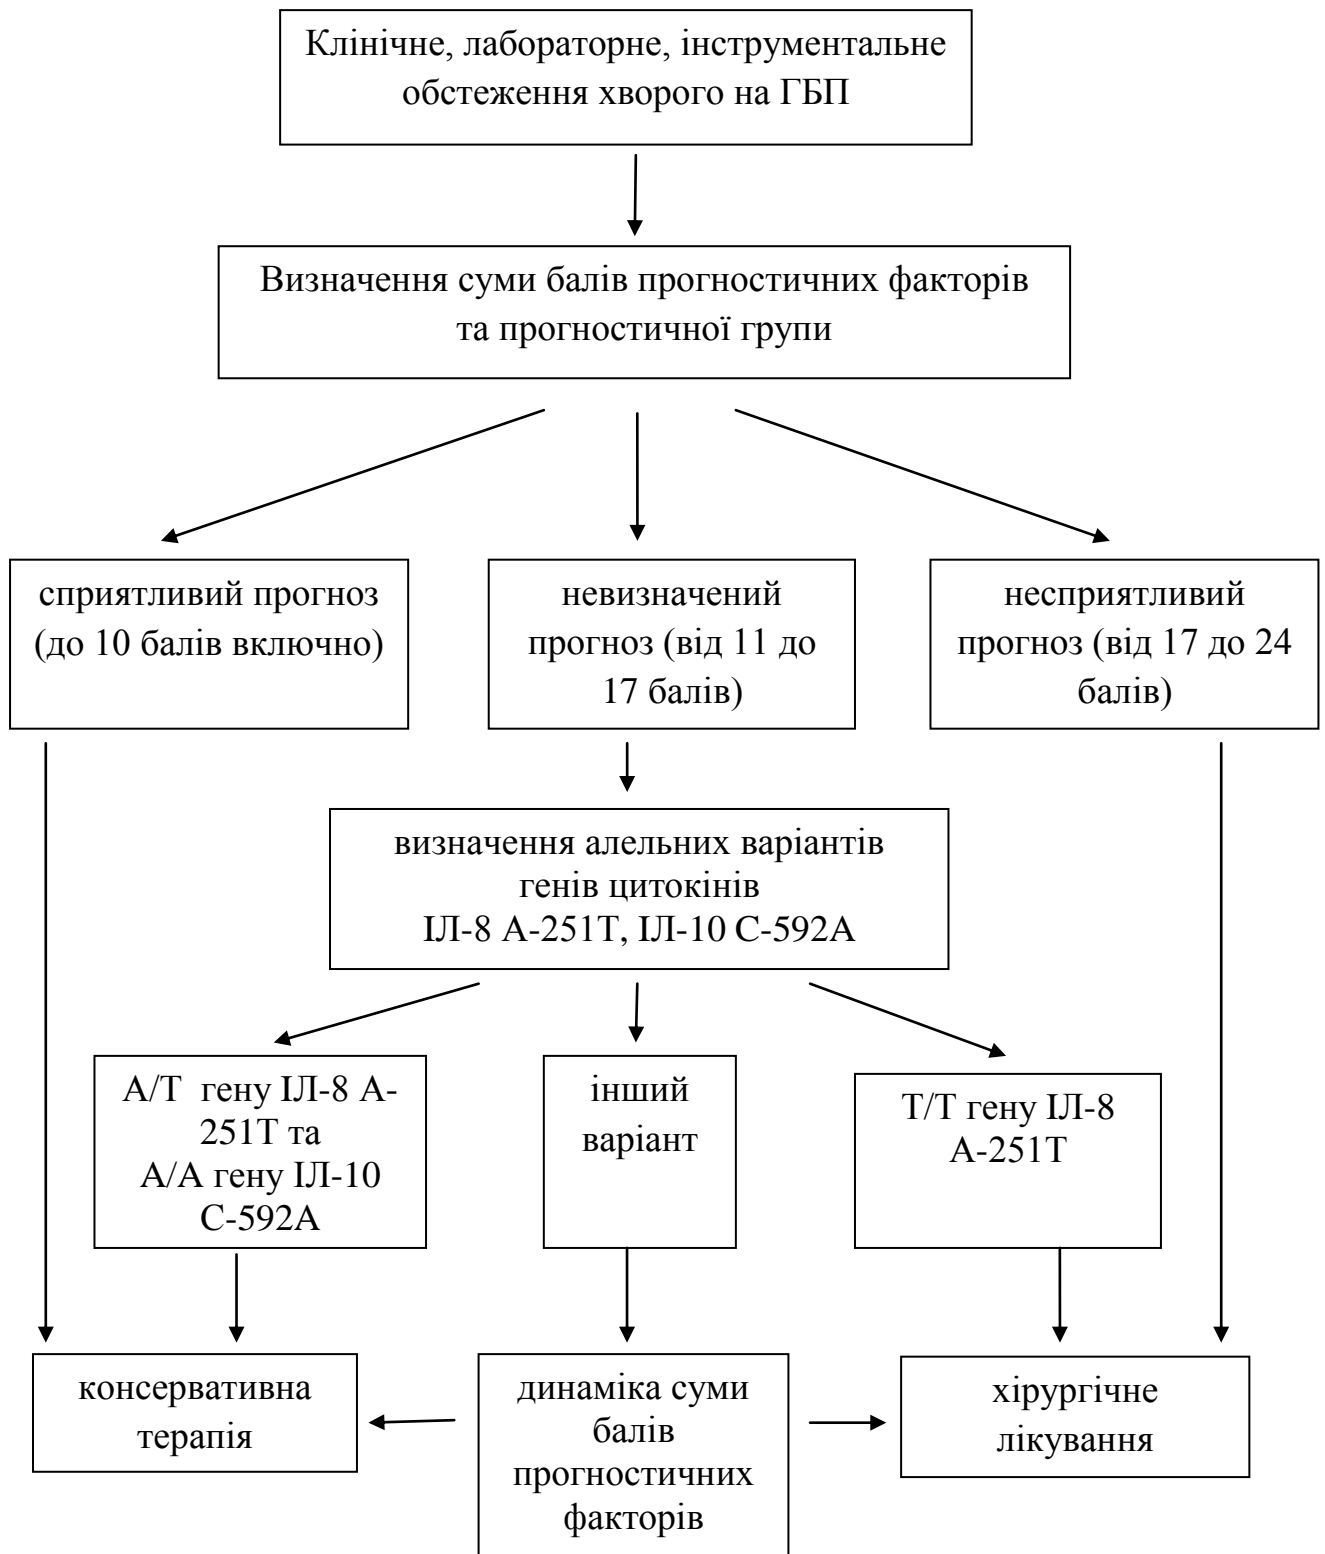 Клінічне, лабораторне, інструментальне
обстеження хворого на ГБП
Визначення суми балів прогностичних факторів
та прогностичної групи
сприятливий прогноз
(до 10 балів включно)
невизначений
прогноз (від 11 до
17 балів)
несприятливий
прогноз (від 17 до 24
балів)
визначення алельних варіантів
генів цитокінів
ІЛ-8 А-251Т, ІЛ-10 С-592А
А/Т гену ІЛ-8 А-
251Т та
А/А гену ІЛ-10
С-592А
інший
варіант
Т/Т гену ІЛ-8
А-251Т
консервативна
терапія
динаміка суми
балів
прогностичних
факторів
хірургічне
лікування